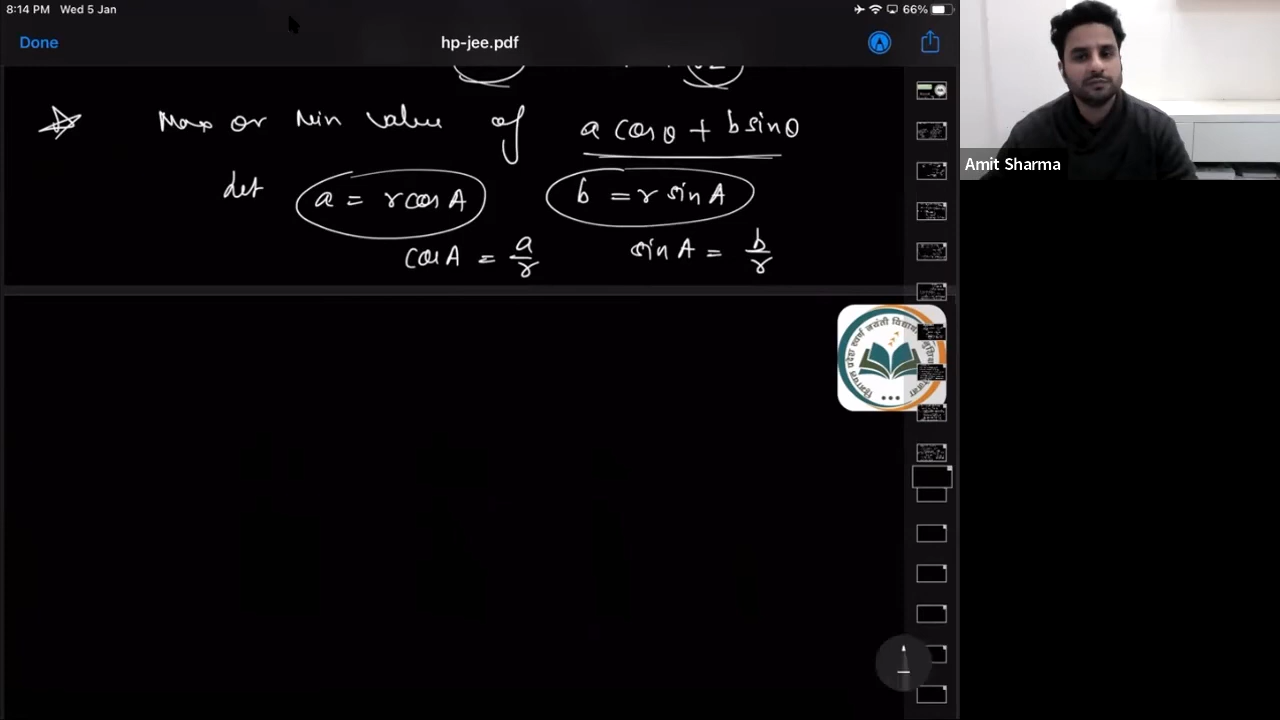 8:14 PM Wed 5 Jan
66%
Done
hp-jee.pdf
Max or Min value of a cosθ + b sinθ
let a = r cos A b = r sin A
cos A = a/r sin A = b/r
Amit Sharma